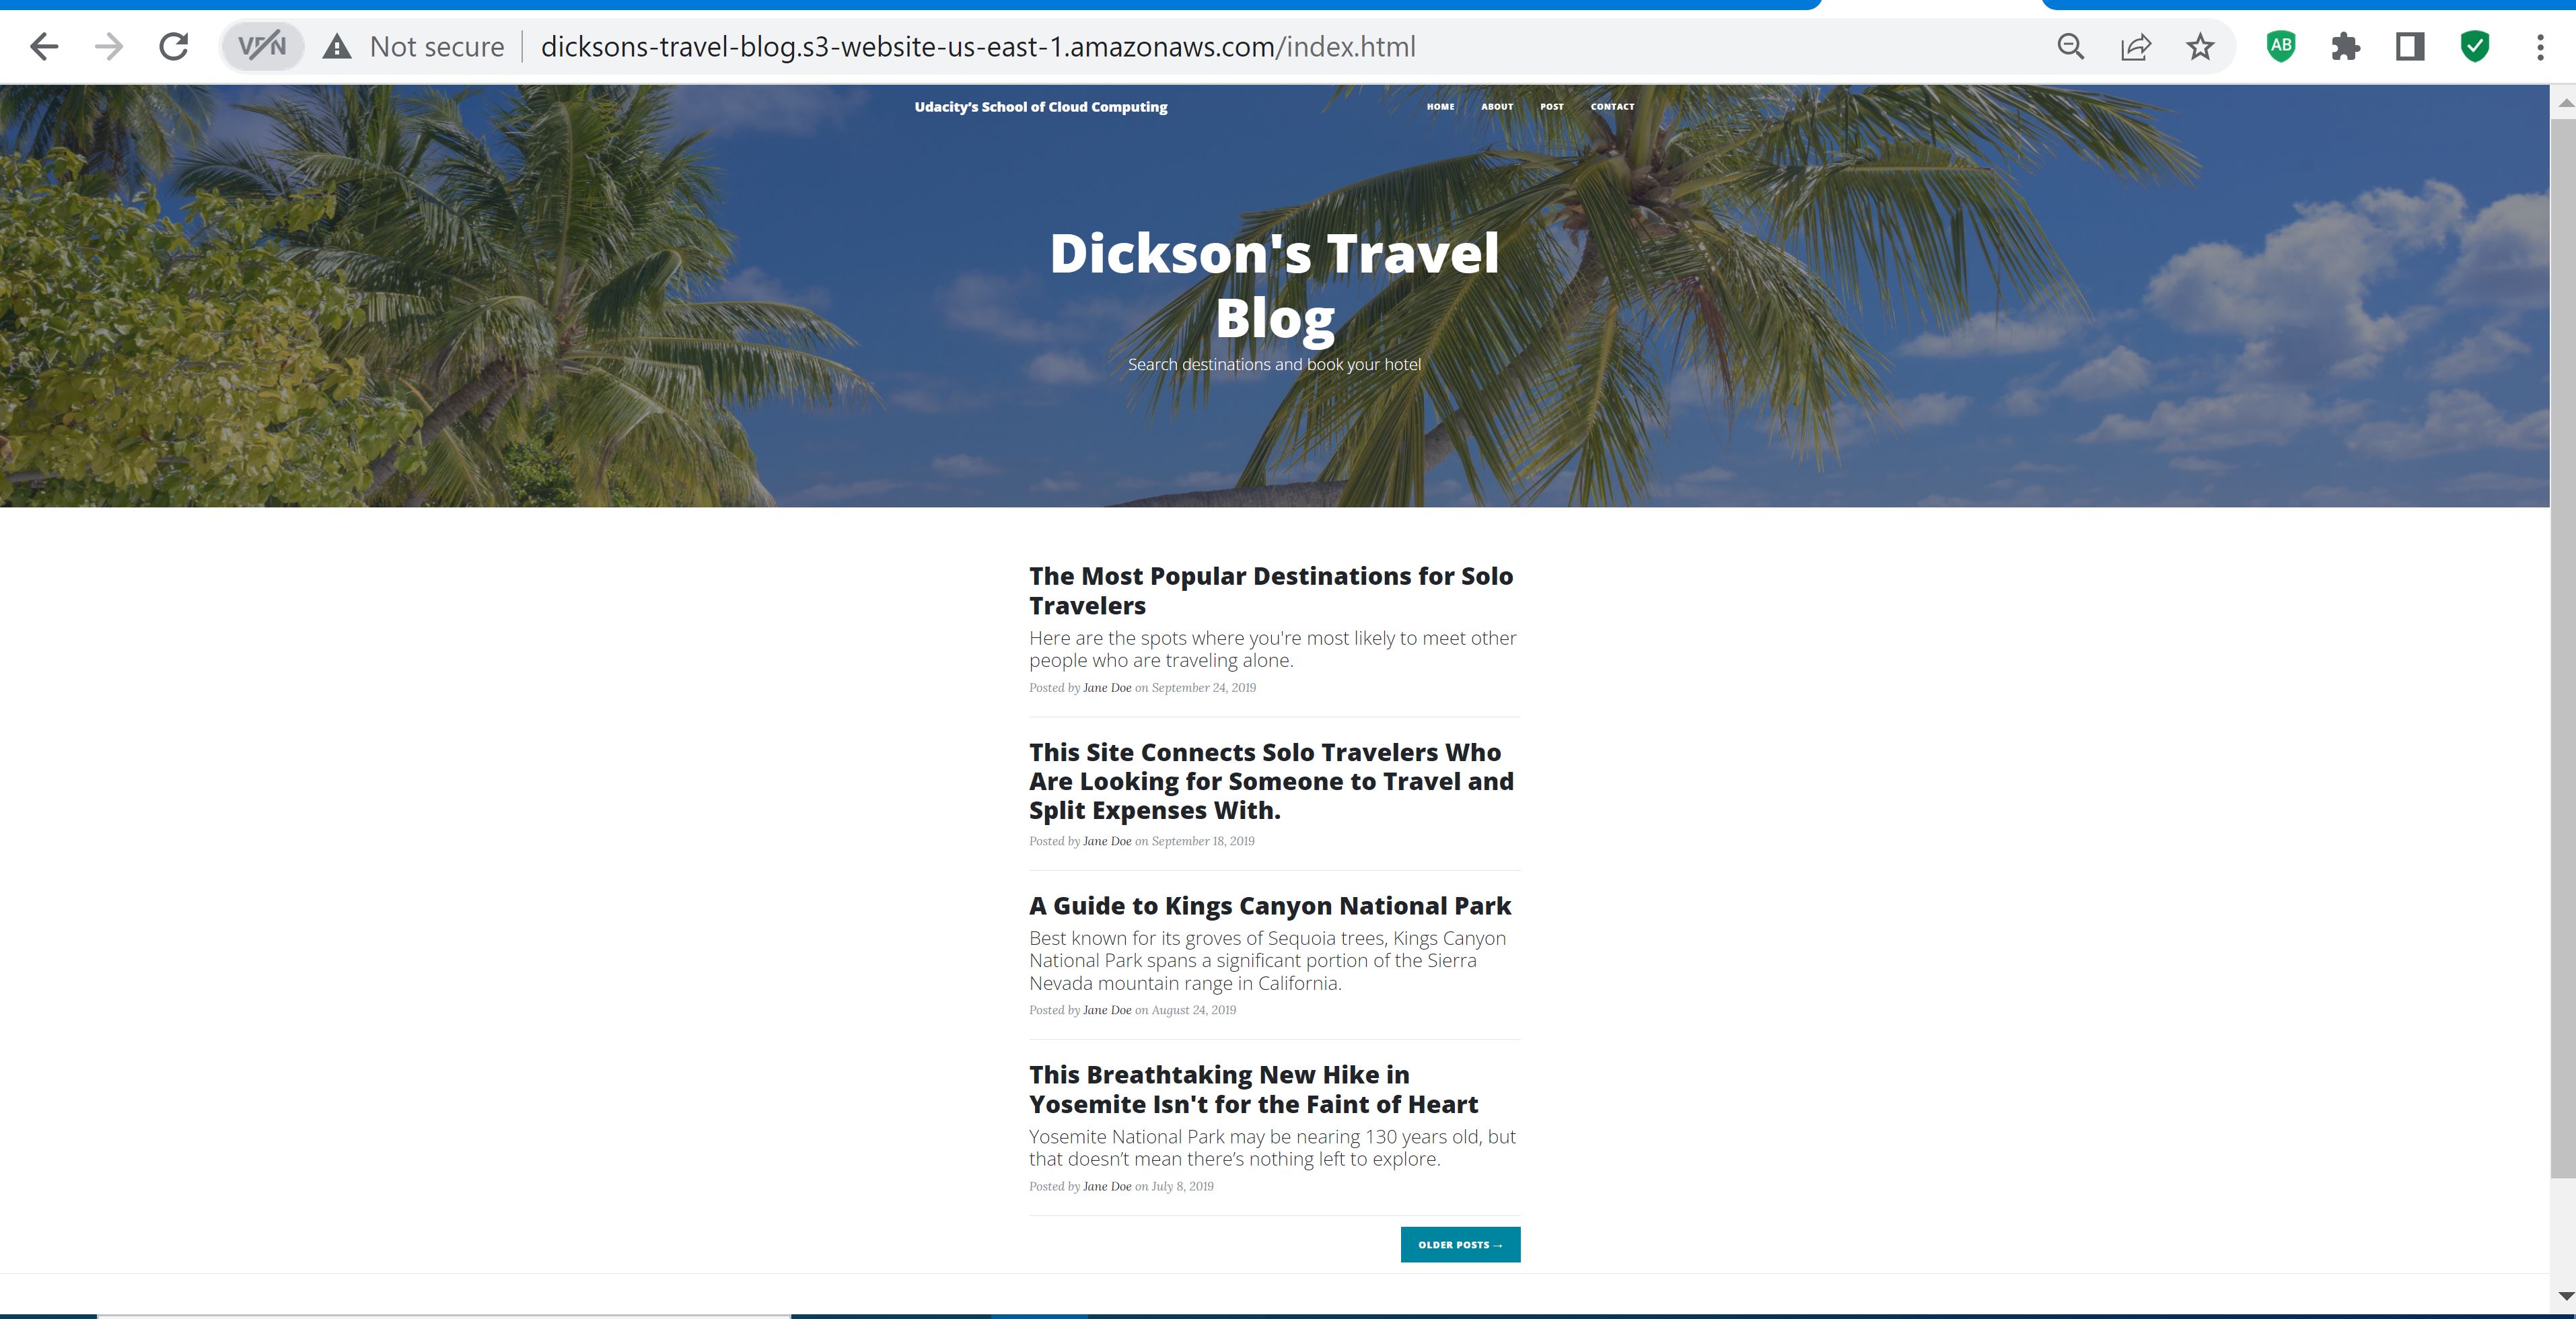 VPN Not secure dicksons-travel-blog.s3-website-us-east-1.amazonaws.com/index.html AB
Udacity’s School of Cloud Computing HOME ABOUT POST CONTACT
Dickson's Travel
Blog
Search destinations and book your hotel
The Most Popular Destinations for Solo
Travelers
Here are the spots where you're most likely to meet other
people who are traveling alone.
Posted by Jane Doe on September 24, 2019
This Site Connects Solo Travelers Who
Are Looking for Someone to Travel and
Split Expenses With.
Posted by Jane Doe on September 18, 2019
A Guide to Kings Canyon National Park
Best known for its groves of Sequoia trees, Kings Canyon
National Park spans a significant portion of the Sierra
Nevada mountain range in California.
Posted by Jane Doe on August 24, 2019
This Breathtaking New Hike in
Yosemite Isn't for the Faint of Heart
Yosemite National Park may be nearing 130 years old, but
that doesn’t mean there’s nothing left to explore.
Posted by Jane Doe on July 8, 2019
OLDER POSTS →